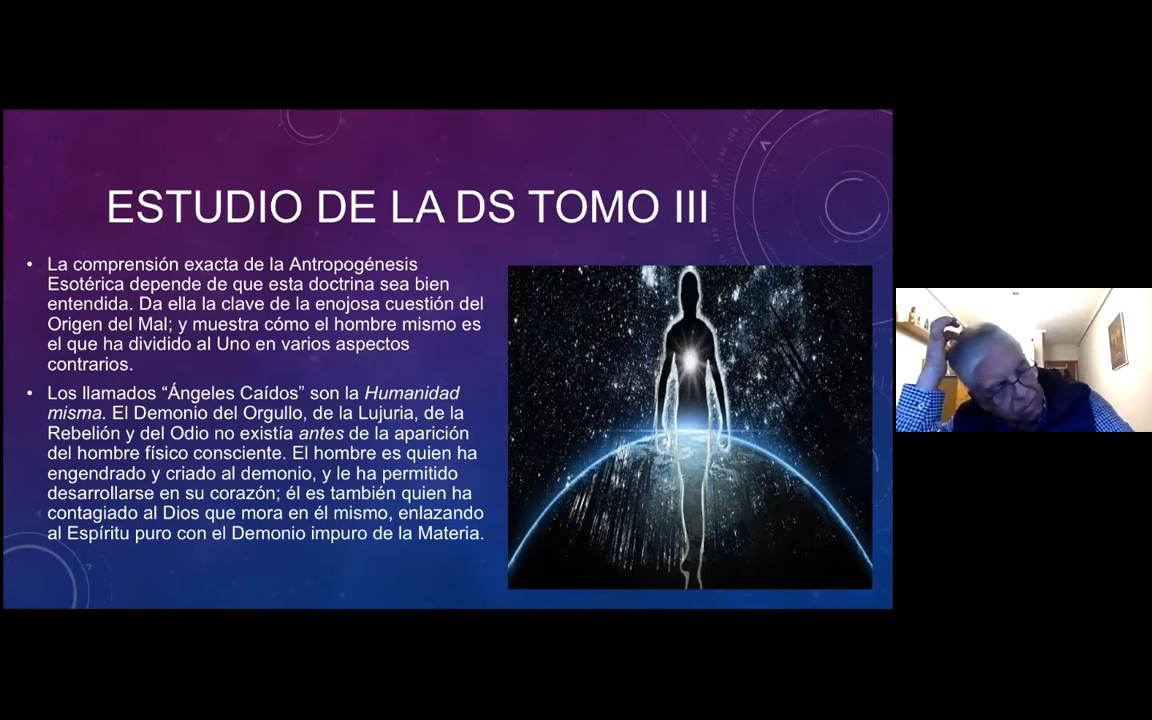 ESTUDIO DE LA DS TOMO III
• La comprensión exacta de la Antropogénesis
Esotérica depende de que esta doctrina sea bien
entendida. Da ella la clave de la enojosa cuestión del
Origen del Mal; y muestra cómo el hombre mismo es
el que ha dividido al Uno en varios aspectos
contrarios.
• Los llamados “Ángeles Caídos” son la Humanidad
misma. El Demonio del Orgullo, de la Lujuria, de la
Rebelión y del Odio no existía antes de la aparición
del hombre físico consciente. El hombre es quien ha
engendrado y criado al demonio, y le ha permitido
desarrollarse en su corazón; él es también quien ha
contagiado al Dios que mora en él mismo, enlazando
al Espíritu puro con el Demonio impuro de la Materia.